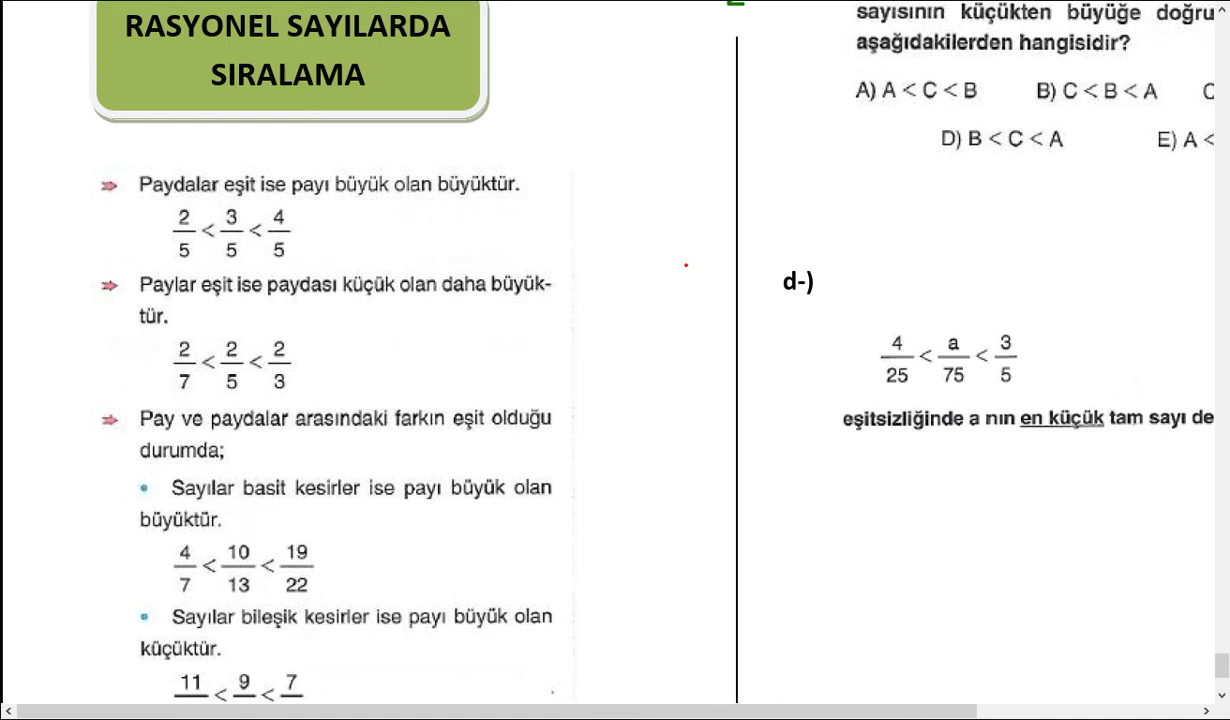 RASYONEL SAYILARDA
SIRALAMA
Paydalar eşit ise payı büyük olan büyüktür.
2/5 < 3/5 < 4/5
Paylar eşit ise paydası küçük olan daha büyük-
tür.
2/7 < 2/5 < 2/3
Pay ve paydalar arasındaki farkın eşit olduğu
durumda;
• Sayılar basit kesirler ise payı büyük olan
büyüktür.
4/7 < 10/13 < 19/22
• Sayılar bileşik kesirler ise payı büyük olan
küçüktür.
11 < 9 < 7
sayısının küçükten büyüğe doğru
aşağıdakilerden hangisidir?
A) A < C < B B) C < B < A
D) B < C < A E) A <
d-)
4/25 < a/75 < 3/5
eşitsizliğinde a nın en küçük tam sayı de